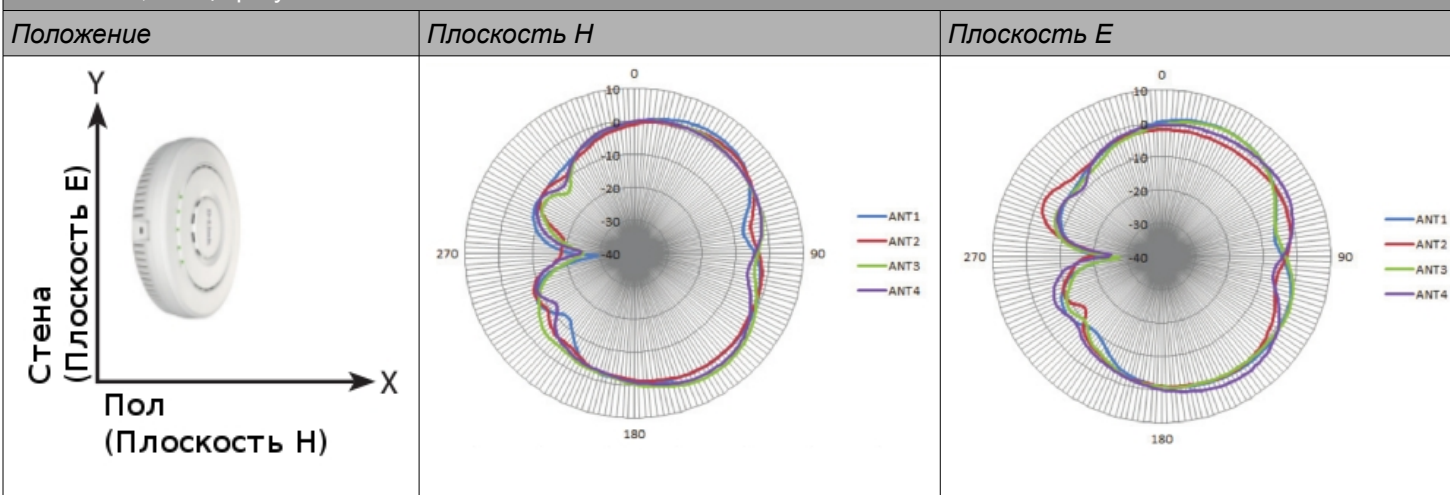 Положение
Плоскость H
Плоскость E
Y
Стена
(Плоскость E)
X
Пол
(Плоскость H)
0
10
0
-10
-20
-30
-40
270
90
180
ANT1
ANT2
ANT3
ANT4
0
10
0
-10
-20
-30
-40
270
90
180
ANT1
ANT2
ANT3
ANT4